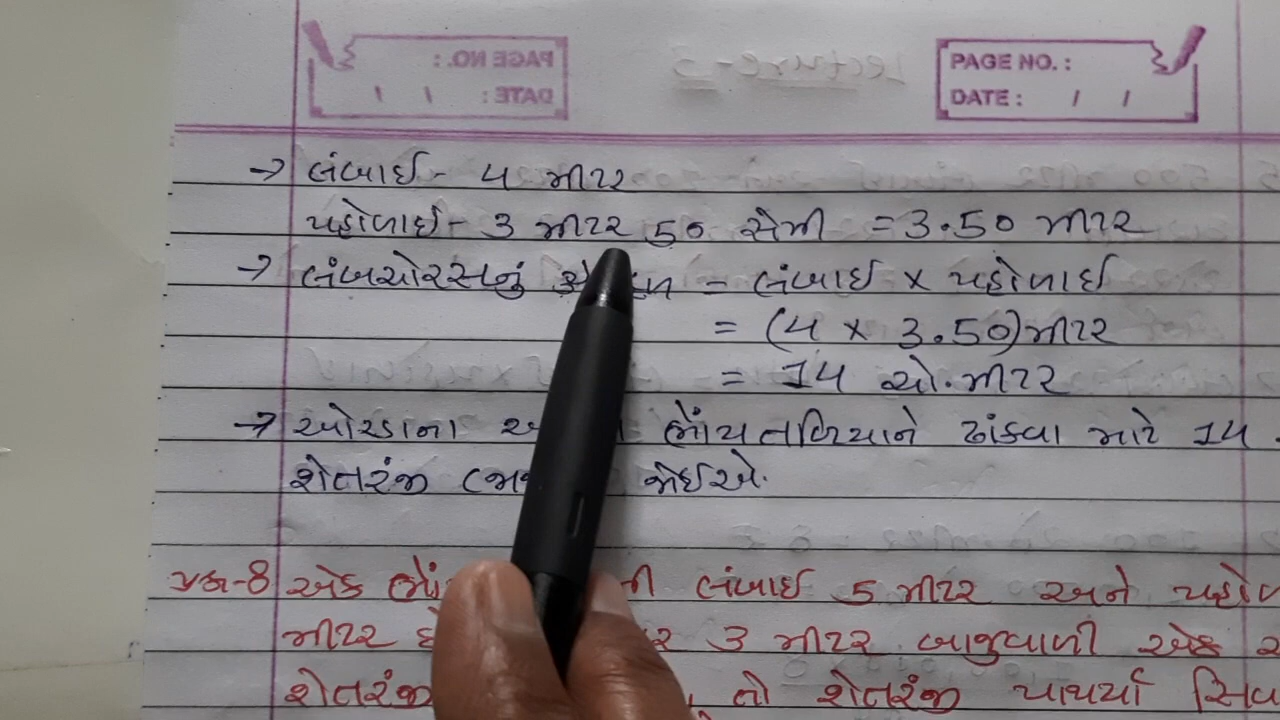 PAGE NO. :
DATE : / /
Lecture-5
→ લંબાઈ - 4 મીટર
પહોળાઈ - 3 મીટર 50 સેમી = 3.50 મીટર
→ લંબચોરસનું = લંબાઈ × પહોળાઈ
= (4 × 3.50) મીટર
= 14 ચો.મીટર
→ ઓરડાના ભોંયતળિયાને ઢાંકવા માટે 14
શેતરંજી જોઈએ.
પ્રશ્ન-8 એક લંબાઈ 5 મીટર અને
મીટર 3 મીટર બાજુવાળી એક
શેતરંજી તો શેતરંજી પાથર્યા